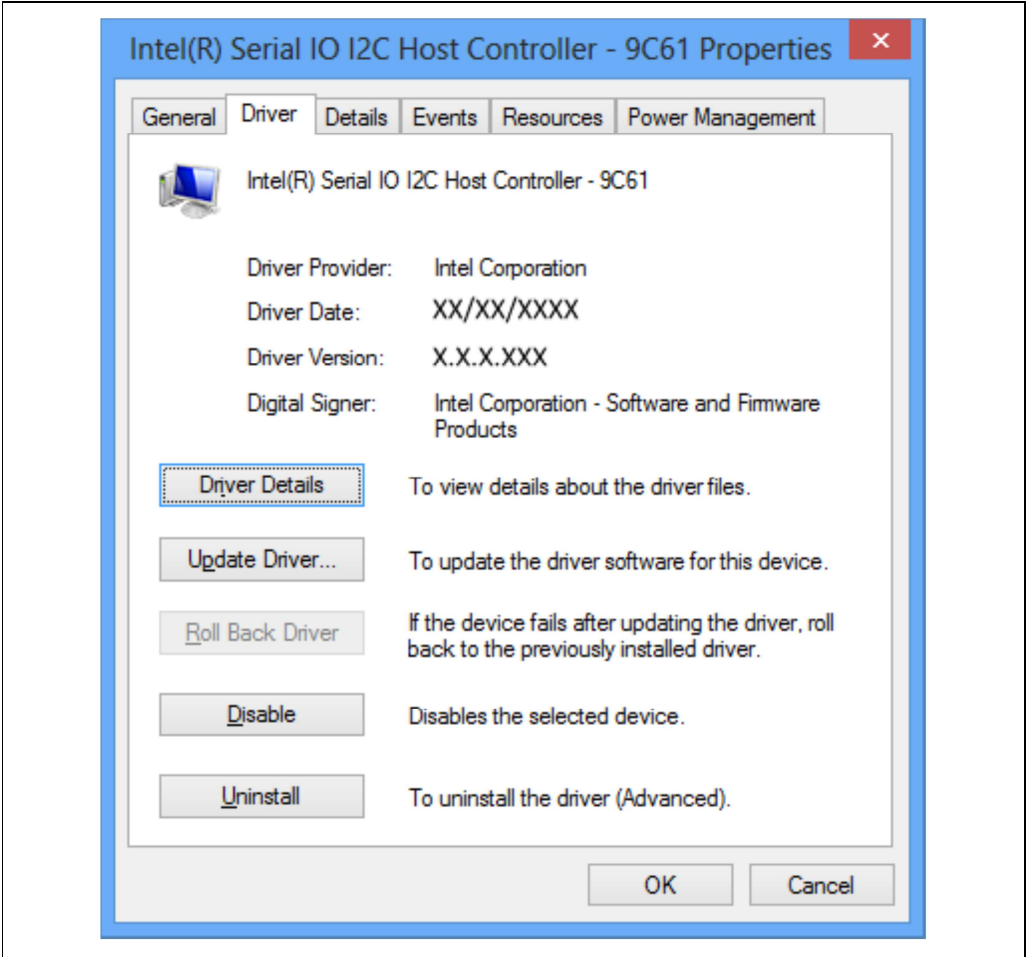 Intel(R) Serial IO I2C Host Controller - 9C61 Properties
General Driver Details Events Resources Power Management
Intel(R) Serial IO I2C Host Controller - 9C61
Driver Provider: Intel Corporation
Driver Date: XX/XX/XXXX
Driver Version: X.X.X.XXX
Digital Signer: Intel Corporation - Software and Firmware
Products
Driver Details To view details about the driver files.
Update Driver... To update the driver software for this device.
Roll Back Driver If the device fails after updating the driver, roll
back to the previously installed driver.
Disable Disables the selected device.
Uninstall To uninstall the driver (Advanced).
OK Cancel